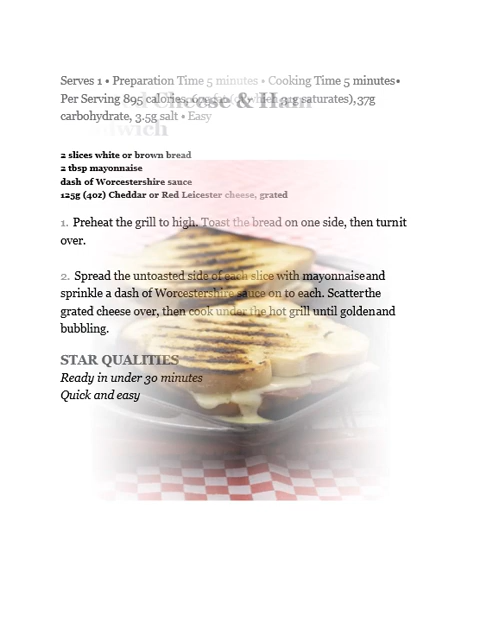 Serves 1 • Preparation Time 5 minutes • Cooking Time 5 minutes•
Cheese & Ham
Per Serving 895 calories, saturates),37g
carbohydrate, 3.5g salt • Easy
2 slices white or brown bread
2 tbsp mayonnaise
dash of Worcestershire sauce
125g (4oz) Cheddar or Red Leicester cheese, grated
1. Preheat the grill to high. Toast the bread on one side, then turnit
over.
2. Spread the untoasted side of each slice with mayonnaiseand
sprinkle a dash of Worcestershire sauce on to each. Scatterthe
grated cheese over, then cook under the hot grill until goldenand
bubbling.
STAR QUALITIES
Ready in under 30 minutes
Quick and easy